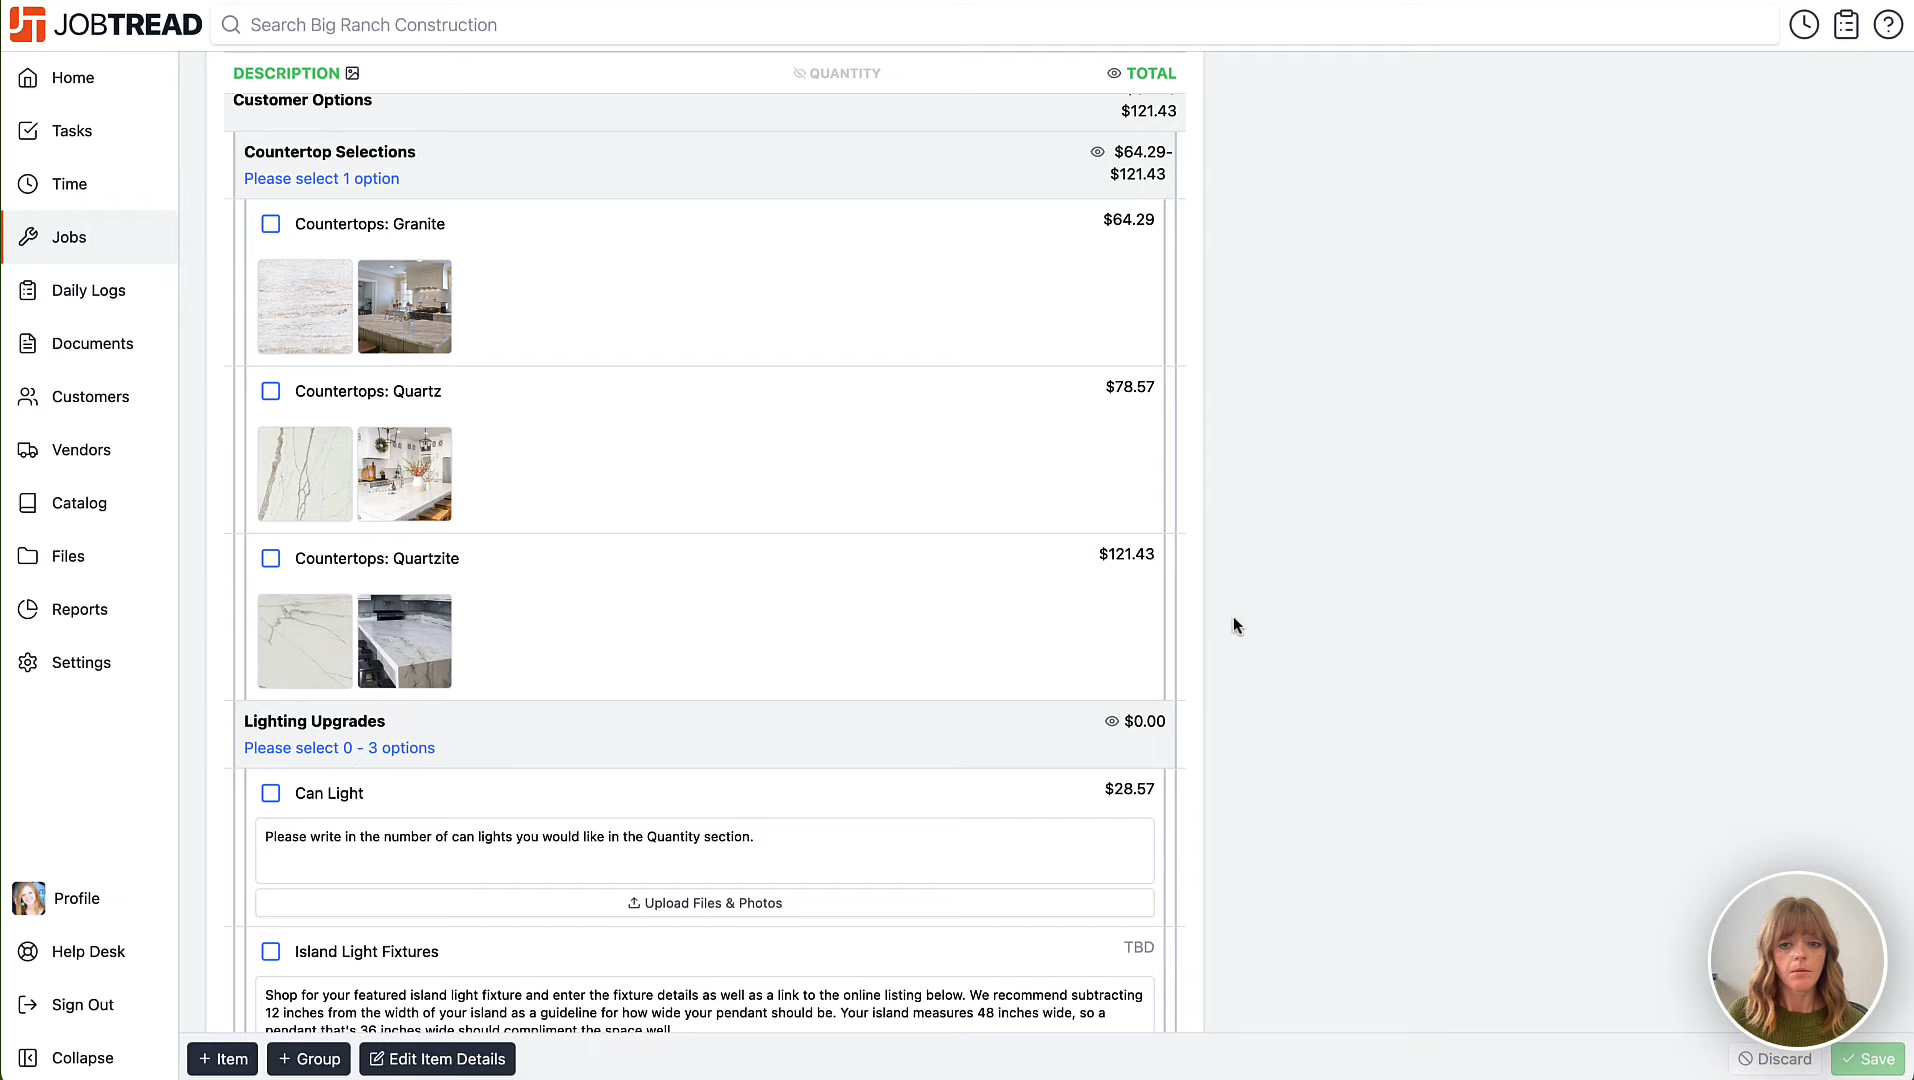 JOBTREAD
Search Big Ranch Construction
Home
Tasks
Time
Jobs
Daily Logs
Documents
Customers
Vendors
Catalog
Files
Reports
Settings
Profile
Help Desk
Sign Out
Collapse
DESCRIPTION
QUANTITY
TOTAL
Customer Options
$121.43
Countertop Selections
$64.29-
Please select 1 option
$121.43
Countertops: Granite
$64.29
Countertops: Quartz
$78.57
Countertops: Quartzite
$121.43
Lighting Upgrades
$0.00
Please select 0 - 3 options
Can Light
$28.57
Please write in the number of can lights you would like in the Quantity section.
Upload Files & Photos
Island Light Fixtures
TBD
Shop for your featured island light fixture and enter the fixture details as well as a link to the online listing below. We recommend subtracting
12 inches from the width of your island as a guideline for how wide your pendant should be. Your island measures 48 inches wide, so a
pendant that's 36 inches wide should compliment the space well.
+ Item
+ Group
Edit Item Details
Discard
Save